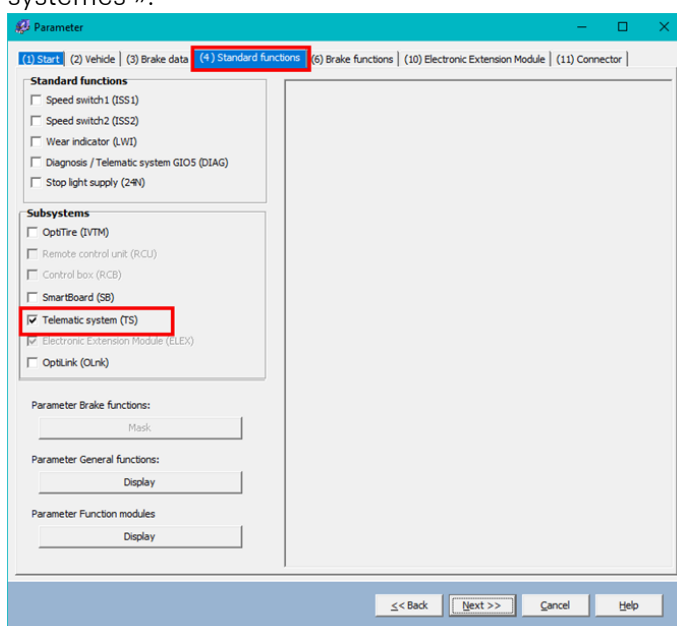 systèmes ».
Parameter
(1) Start (2) Vehicle (3) Brake data (4) Standard functions (6) Brake functions (10) Electronic Extension Module (11) Connector
Standard functions
Speed switch1 (ISS1)
Speed switch2 (ISS2)
Wear indicator (LWI)
Diagnosis / Telematic system GIO5 (DIAG)
Stop light supply (24N)
Subsystems
OptiTire (IVTM)
Remote control unit (RCU)
Control box (RCB)
SmartBoard (SB)
Telematic system (TS)
Electronic Extension Module (ELEX)
OptiLink (OLnk)
Parameter Brake functions:
Mask
Parameter General functions:
Display
Parameter Function modules
Display
<< Back Next >> Cancel Help